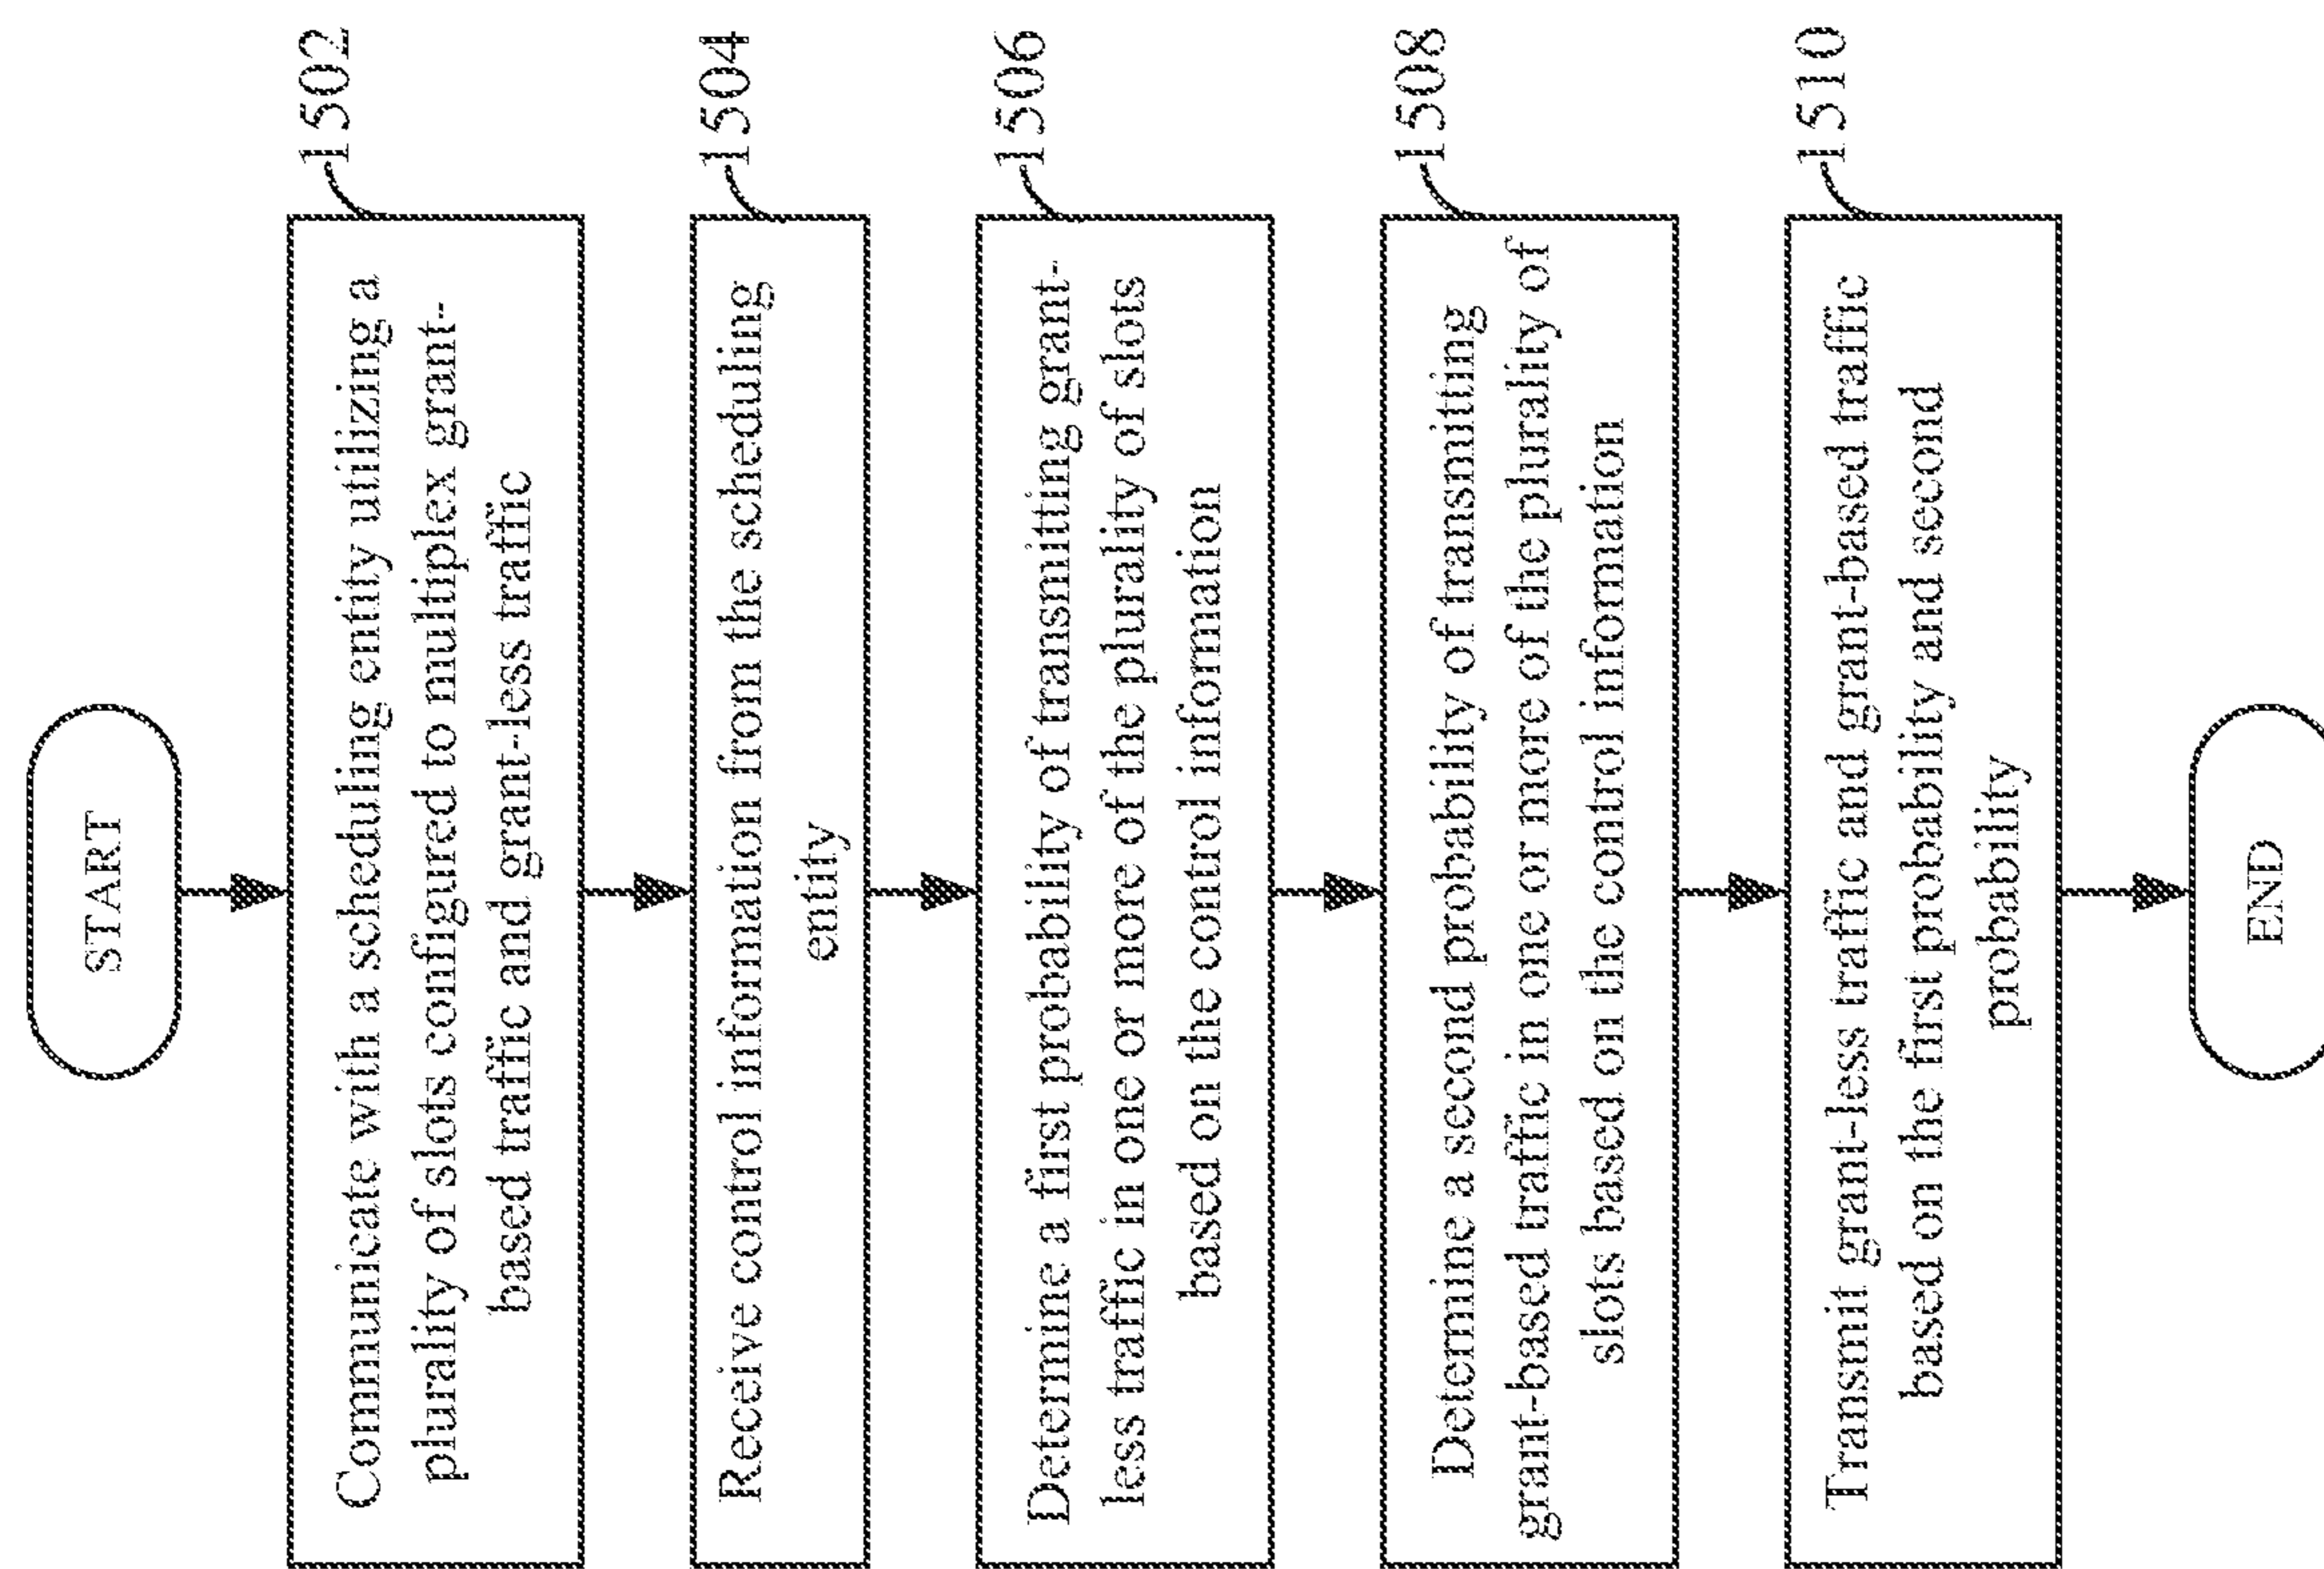 START
1502
Communicate with a scheduling entity utilizing a
plurality of slots configured to multiplex grant-
based traffic and grant-less traffic
1504
Receive control information from the scheduling
entity
1506
Determine a first probability of transmitting grant-
less traffic in one or more of the plurality of slots
based on the control information
1508
Determine a second probability of transmitting
grant-based traffic in one or more of the plurality of
slots based on the control infomation
1510
Transmit grant-less traffic and grant-based traffic
based on the first probability and second
probability
END